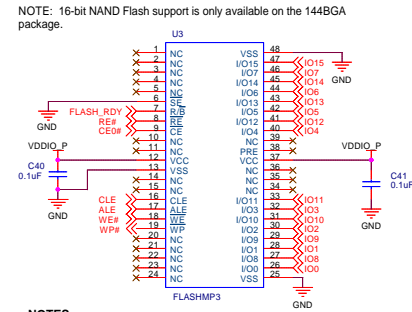 NOTE: 16-bit NAND Flash support is only available on the 144BGA
package.
U3
1 NC VSS 48
2 NC I/O15 47 IO15
3 NC I/O7 46 IO7
4 NC I/O14 45 IO14
5 NC I/O6 44 IO6
6 SE I/O13 43 IO13
FLASH_RDY 7 R/B I/O5 42 IO5
RE# 8 RE I/O12 41 IO12
CE0# 9 CE I/O4 40 IO4
10 NC NC 39
11 NC PRE 38
12 VCC VCC 37
13 VSS NC 36
14 NC NC 35
15 NC NC 34
CLE 16 CLE I/O11 33 IO11
ALE 17 ALE I/O3 32 IO3
WE# 18 WE I/O10 31 IO10
WP# 19 WP I/O2 30 IO2
20 NC I/O9 29 IO9
21 NC I/O1 28 IO1
22 NC I/O8 27 IO8
23 NC I/O0 26 IO0
24 NC VSS 25
GND
GND
VDDIO_P
C40
0.1uF
GND
VDDIO_P
C41
0.1uF
GND
FLASHMP3
GND
NOTES